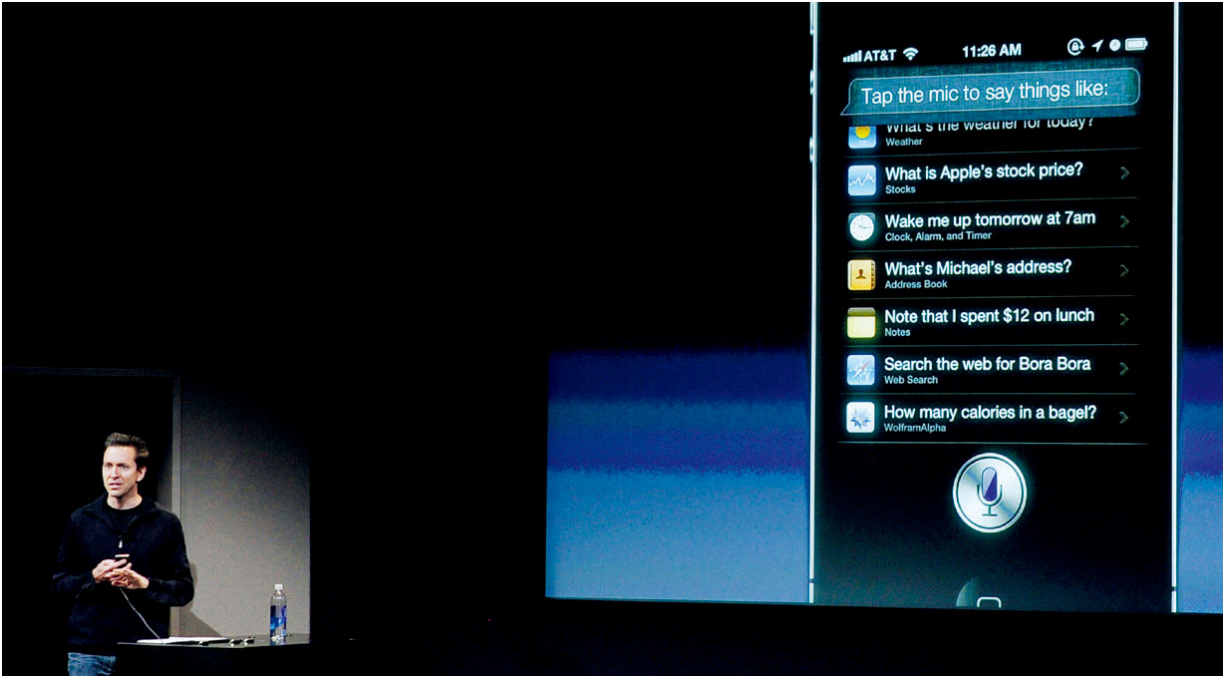 AT&T 11:26 AM
Tap the mic to say things like:
What's the weather for today?
Weather
What is Apple's stock price?
Stocks
Wake me up tomorrow at 7am
Clock, Alarm, and Timer
What's Michael's address?
Address Book
Note that I spent $12 on lunch
Notes
Search the web for Bora Bora
Web Search
How many calories in a bagel?
WolframAlpha